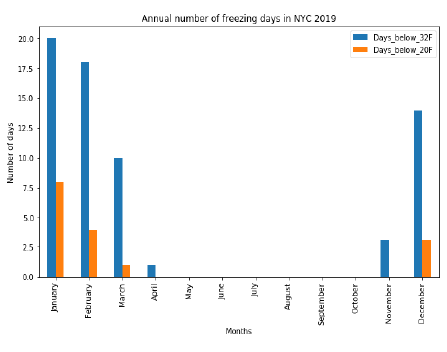 Annual number of freezing days in NYC 2019
Days_below_32F
Days_below_20F
Number of days
20.0
17.5
15.0
12.5
10.0
7.5
5.0
2.5
0.0
January
February
March
April
May
June
July
August
September
October
November
December
Months